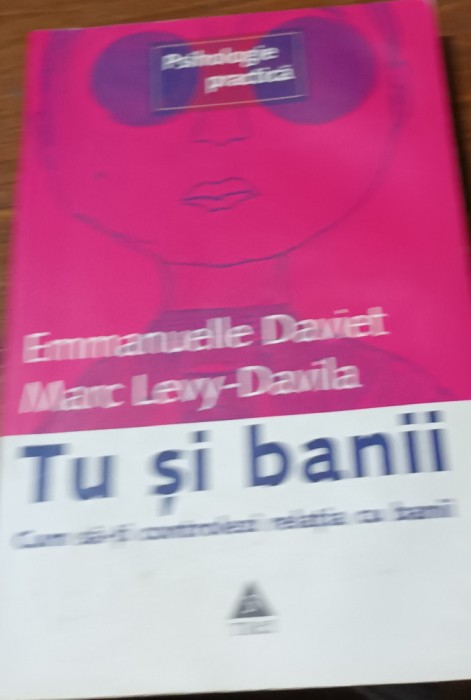 Psihologie
practică
Emmanuelle Daviet
Marc Levy-Davila
Tu și banii
Cum să-ți controlezi relația cu banii